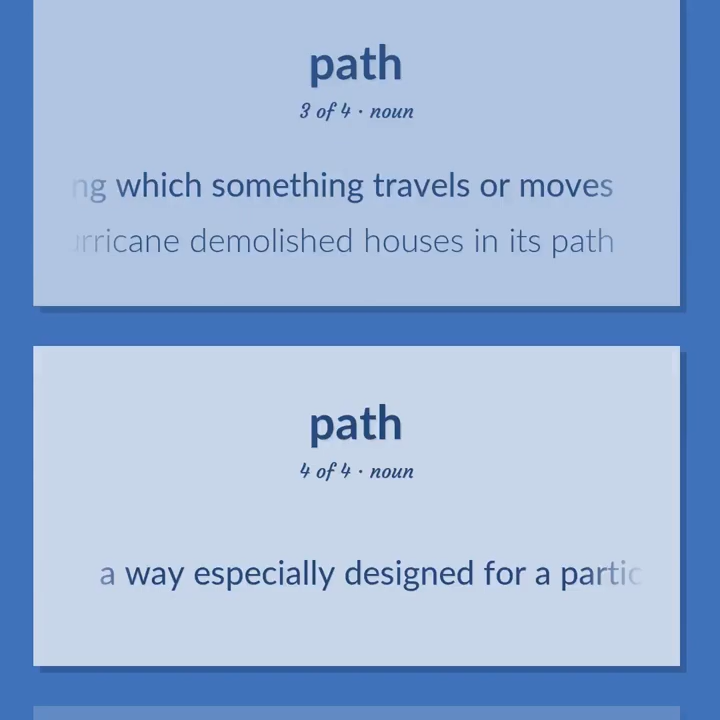 path
3 of 4 · noun
which something travels or moves
demolished houses in its path
path
4 of 4 · noun
a way especially designed for a